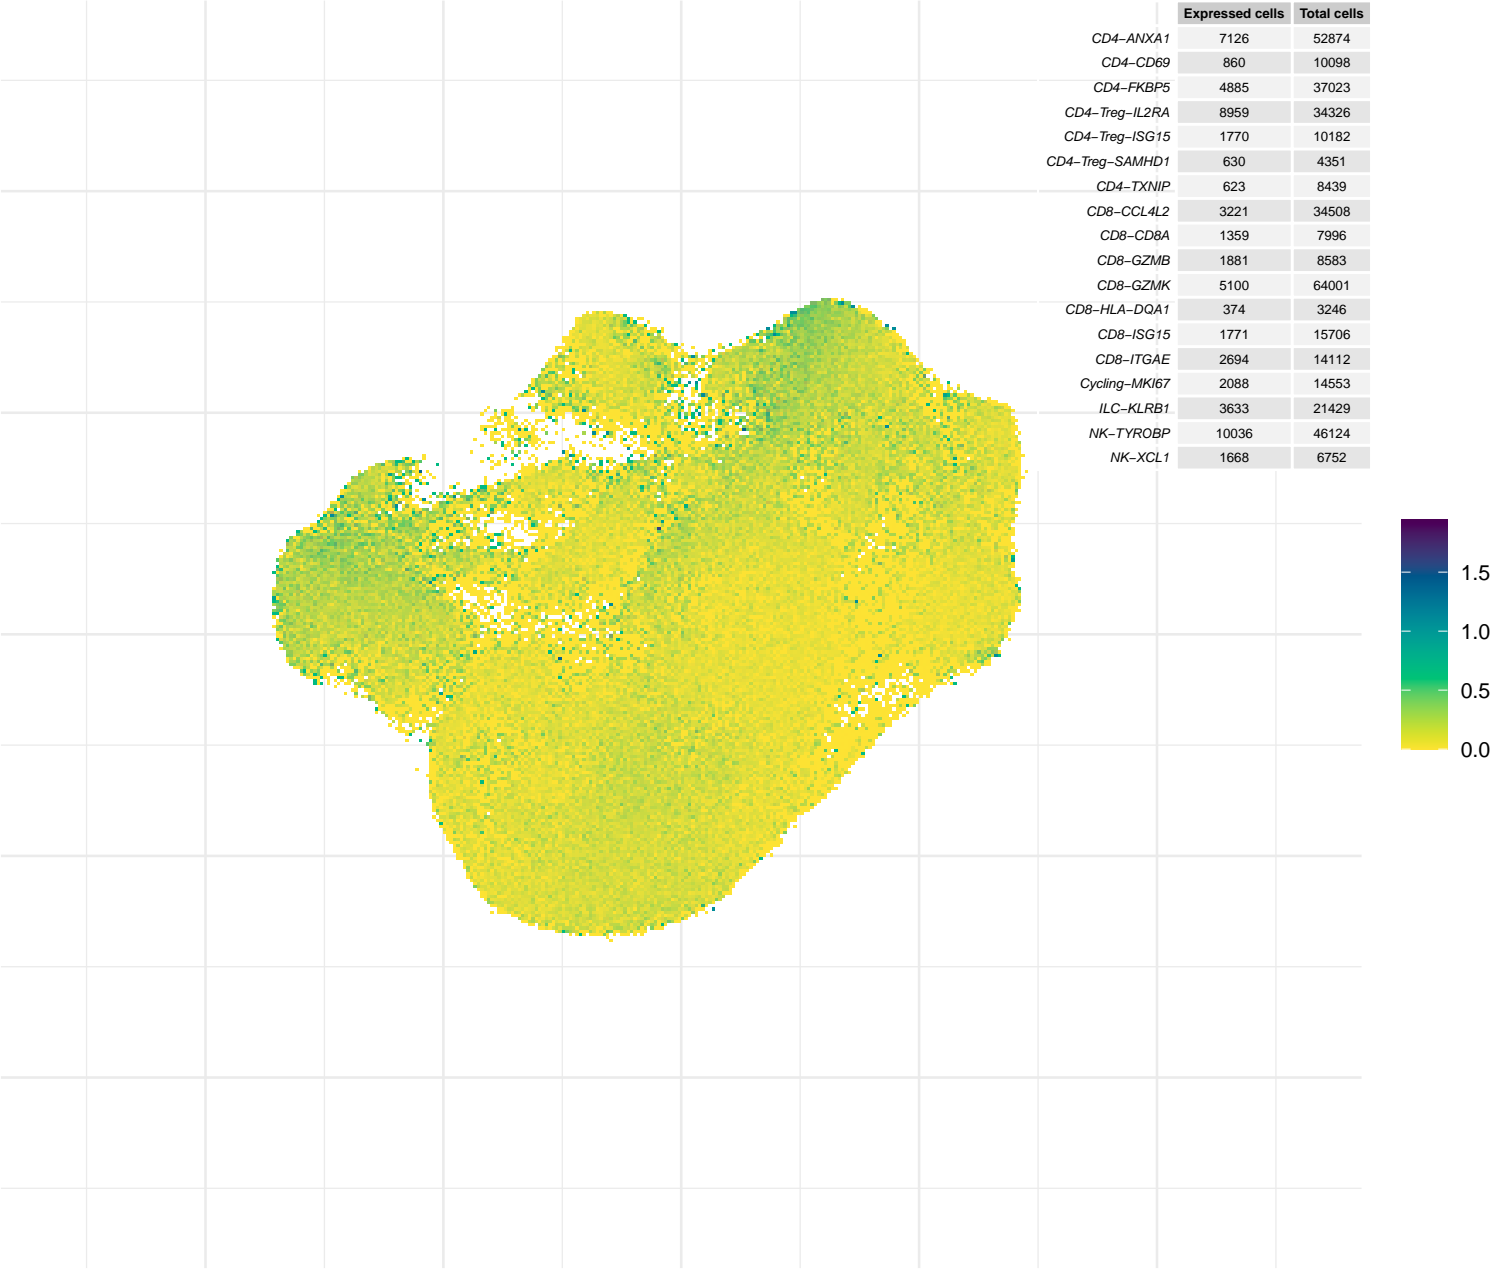 Expressed cells Total cells
CD4−ANXA1 7126 52874
CD4−CD69 860 10098
CD4−FKBP5 4885 37023
CD4−Treg−IL2RA 8959 34326
CD4−Treg−ISG15 1770 10182
CD4−Treg−SAMHD1 630 4351
CD4−TXNIP 623 8439
CD8−CCL4L2 3221 34508
CD8−CD8A 1359 7996
CD8−GZMB 1881 8583
CD8−GZMK 5100 64001
CD8−HLA−DQA1 374 3246
CD8−ISG15 1771 15706
CD8−ITGAE 2694 14112
Cycling−MKI67 2088 14553
ILC−KLRB1 3633 21429
NK−TYROBP 10036 46124
NK−XCL1 1668 6752
1.5
1.0
0.5
0.0